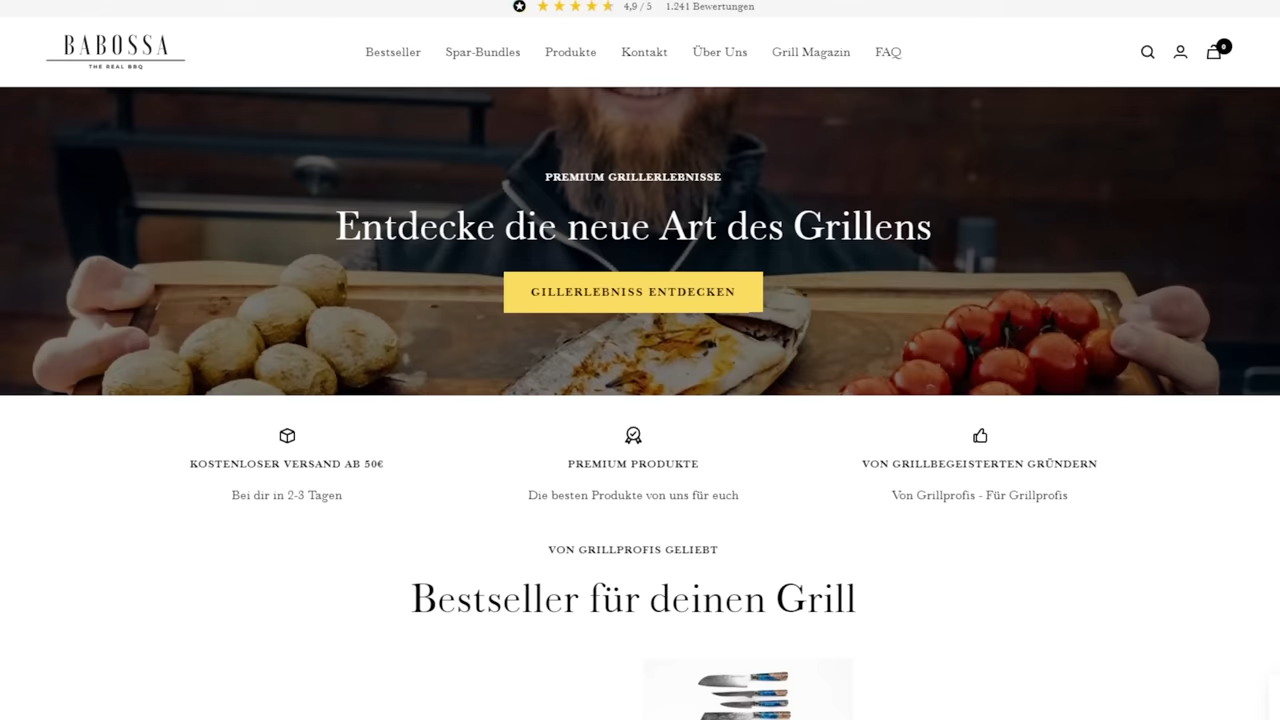 4,9 / 5 1.241 Bewertungen
BABOSSA
THE REAL BBQ
Bestseller Spar-Bundles Produkte Kontakt Über Uns Grill Magazin FAQ
0
PREMIUM GRILLERLEBNISSE
Entdecke die neue Art des Grillens
GILLERLEBNISS ENTDECKEN
KOSTENLOSER VERSAND AB 50€
Bei dir in 2-3 Tagen
PREMIUM PRODUKTE
Die besten Produkte von uns für euch
VON GRILLBEGEISTERTEN GRÜNDERN
Von Grillprofis - Für Grillprofis
VON GRILLPROFIS GELIEBT
Bestseller für deinen Grill